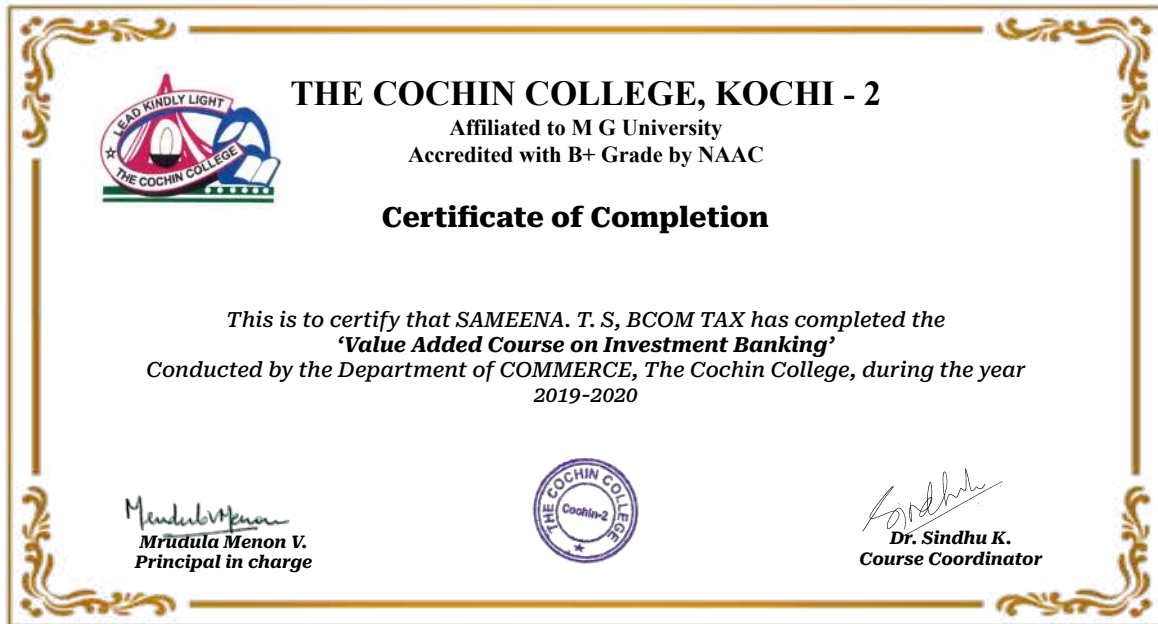 LEAD KINDLY LIGHT
THE COCHIN COLLEGE
THE COCHIN COLLEGE, KOCHI - 2
Affiliated to M G University
Accredited with B+ Grade by NAAC
Certificate of Completion
This is to certify that SAMEENA. T. S, BCOM TAX has completed the
‘Value Added Course on Investment Banking’
Conducted by the Department of COMMERCE, The Cochin College, during the year
2019-2020
THE COCHIN COLLEGE
Cochin-2
Sindhu
Mrudula Menon V.
Principal in charge
Dr. Sindhu K.
Course Coordinator